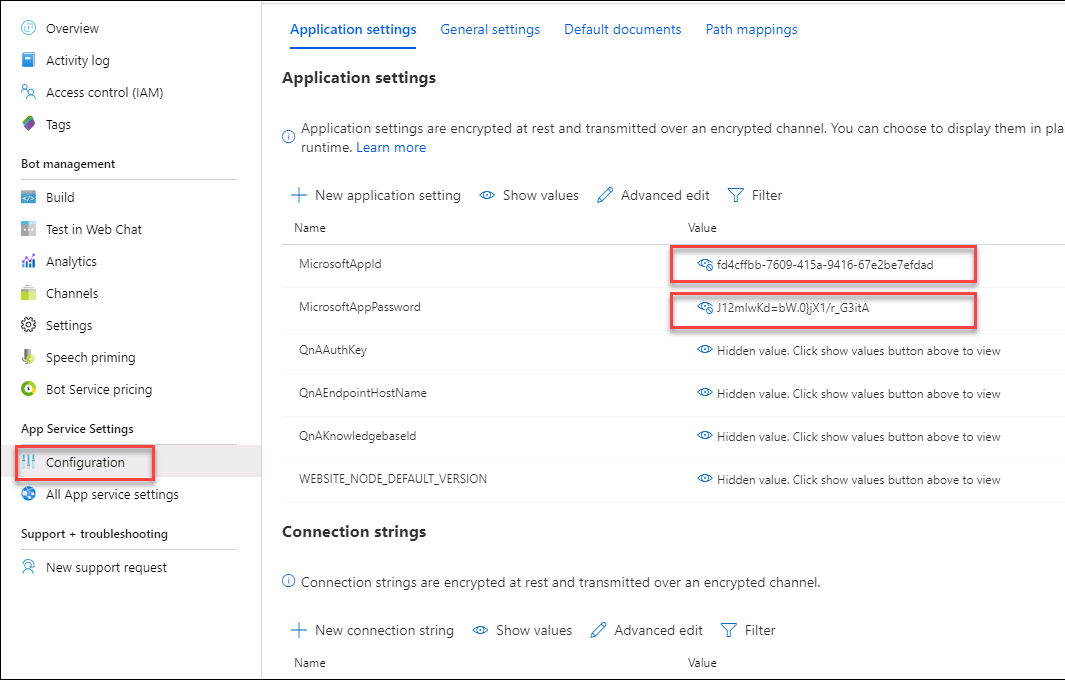 Overview
Activity log
Access control (IAM)
Tags
Bot management
Build
Test in Web Chat
Analytics
Channels
Settings
Speech priming
Bot Service pricing
App Service Settings
Configuration
All App service settings
Support + troubleshooting
New support request
Application settings General settings Default documents Path mappings
Application settings
Application settings are encrypted at rest and transmitted over an encrypted channel. You can choose to display them in pla
runtime. Learn more
New application setting Show values Advanced edit Filter
Name Value
MicrosoftAppId fd4cffbb-7609-415a-9416-67e2be7efdad
MicrosoftAppPassword J12mlwKd=bW.0}jX1/r_G3itA
QnAAuthKey Hidden value. Click show values button above to view
QnAEndpointHostName Hidden value. Click show values button above to view
QnAKnowledgebaseId Hidden value. Click show values button above to view
WEBSITE_NODE_DEFAULT_VERSION Hidden value. Click show values button above to view
Connection strings
Connection strings are encrypted at rest and transmitted over an encrypted channel.
New connection string Show values Advanced edit Filter
Name Value